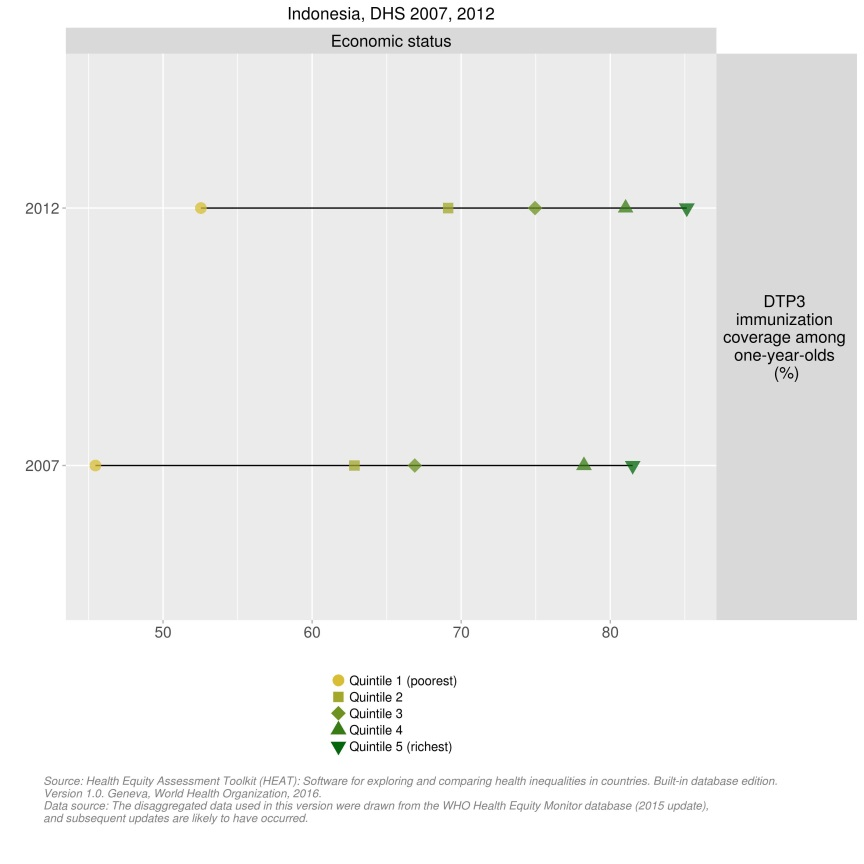 Indonesia, DHS 2007, 2012
Economic status
2012
2007
DTP3
immunization
coverage among
one-year-olds
(%)
50
60
70
80
Quintile 1 (poorest)
Quintile 2
Quintile 3
Quintile 4
Quintile 5 (richest)
Source: Health Equity Assessment Toolkit (HEAT): Software for exploring and comparing health inequalities in countries. Built-in database edition.
Version 1.0. Geneva, World Health Organization, 2016.
Data source: The disaggregated data used in this version were drawn from the WHO Health Equity Monitor database (2015 update),
and subsequent updates are likely to have occurred.